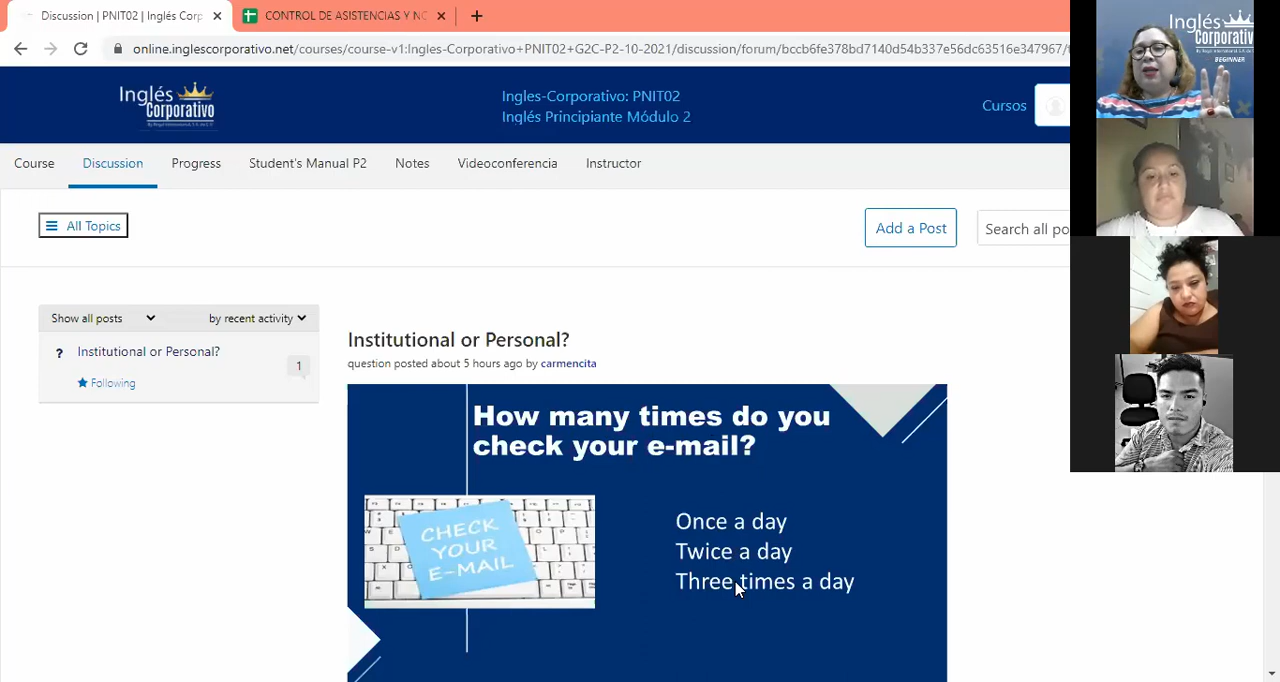 Discussion | PNIT02 | Inglés Corp
CONTROL DE ASISTENCIAS Y NC
online.inglescorporativo.net/courses/course-v1:Ingles-Corporativo+PNIT02+G2C-P2-10-2021/discussion/forum/bccb6fe378bd7140d54b337e56dc63516e347967/t
Inglés
Corporativo
Ingles-Corporativo: PNIT02
Inglés Principiante Módulo 2
Cursos
Course
Discussion
Progress
Student's Manual P2
Notes
Videoconferencia
Instructor
All Topics
Add a Post
Search all po
Show all posts
by recent activity
? Institutional or Personal?
1
Following
Institutional or Personal?
question posted about 5 hours ago by carmencita
How many times do you
check your e-mail?
CHECK
YOUR
E-MAIL
Once a day
Twice a day
Three times a day
Inglés
Corporativ
BEGINNER